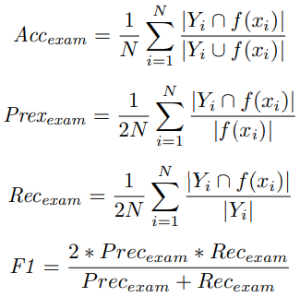 Acc_{exam} = \frac{1}{N} \sum_{i=1}^{N} \frac{|Y_i \cap f(x_i)|}{|Y_i \cup f(x_i)|}
Prex_{exam} = \frac{1}{2N} \sum_{i=1}^{N} \frac{|Y_i \cap f(x_i)|}{|f(x_i)|}
Rec_{exam} = \frac{1}{2N} \sum_{i=1}^{N} \frac{|Y_i \cap f(x_i)|}{|Y_i|}
F1 = \frac{2 * Prec_{exam} * Rec_{exam}}{Prec_{exam} + Rec_{exam}}